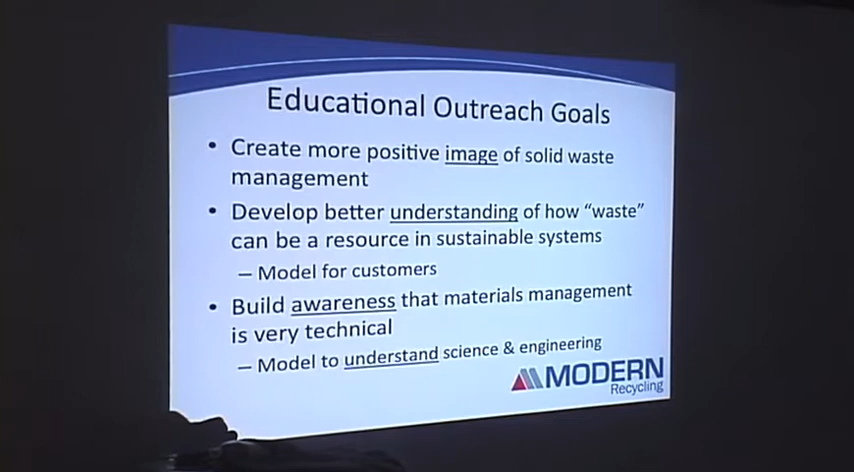 Educational Outreach Goals
• Create more positive image of solid waste
management
• Develop better understanding of how “waste”
can be a resource in sustainable systems
– Model for customers
• Build awareness that materials management
is very technical
– Model to understand science & engineering
MODERN
Recycling